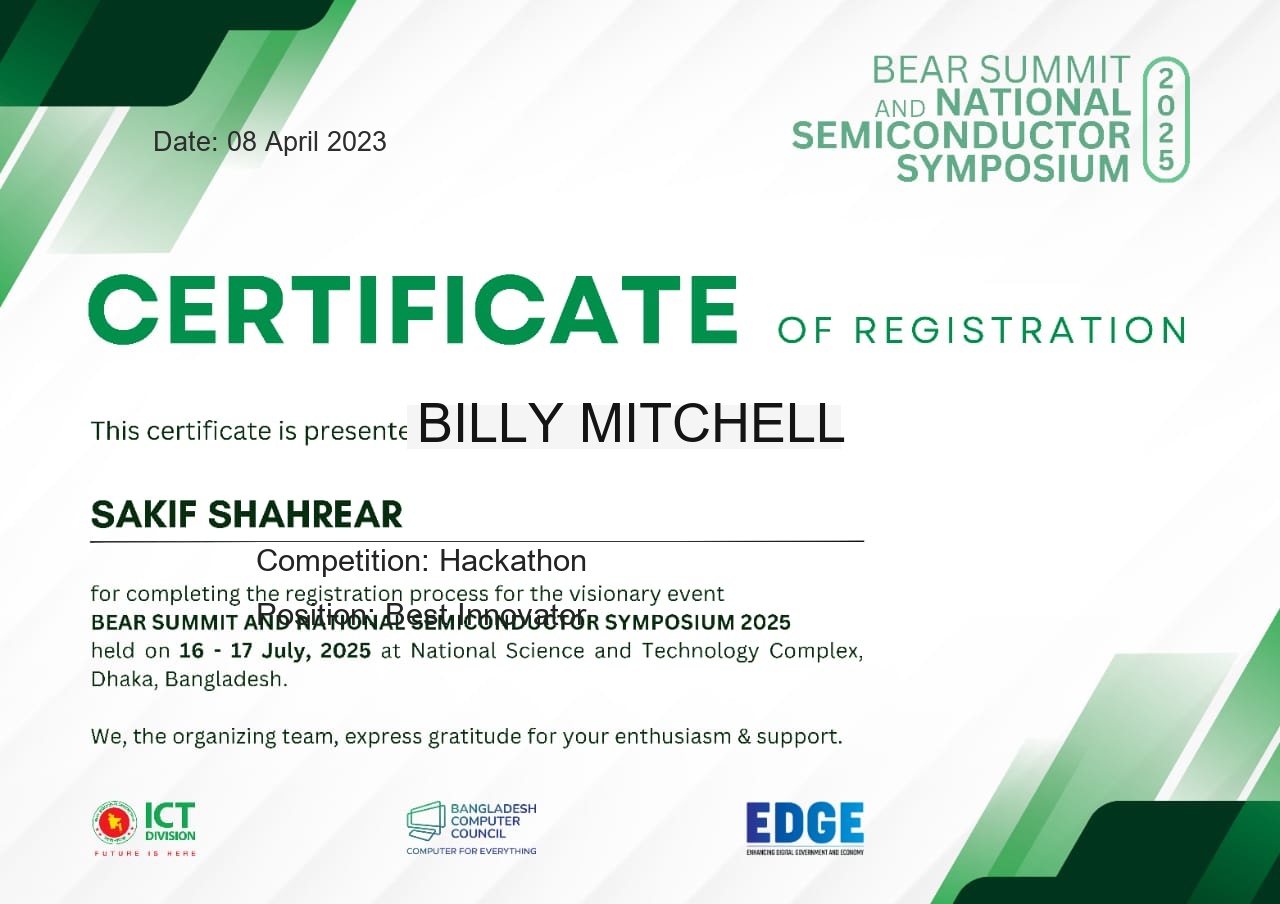 BEAR SUMMIT
AND NATIONAL
SEMICONDUCTOR
SYMPOSIUM
2025
Date: 08 April 2023
CERTIFICATE OF REGISTRATION
This certificate is presente BILLY MITCHELL
SAKIF SHAHREAR
Competition: Hackathon
for completing the registration process for the visionary event
Position: Best Innovator
BEAR SUMMIT AND NATIONAL SEMICONDUCTOR SYMPOSIUM 2025
held on 16 - 17 July, 2025 at National Science and Technology Complex,
Dhaka, Bangladesh.
We, the organizing team, express gratitude for your enthusiasm & support.
ICT
DIVISION
FUTURE IS HERE
BANGLADESH
COMPUTER
COUNCIL
COMPUTER FOR EVERYTHING
EDGE
ENHANCING DIGITAL GOVERNMENT AND ECONOMY